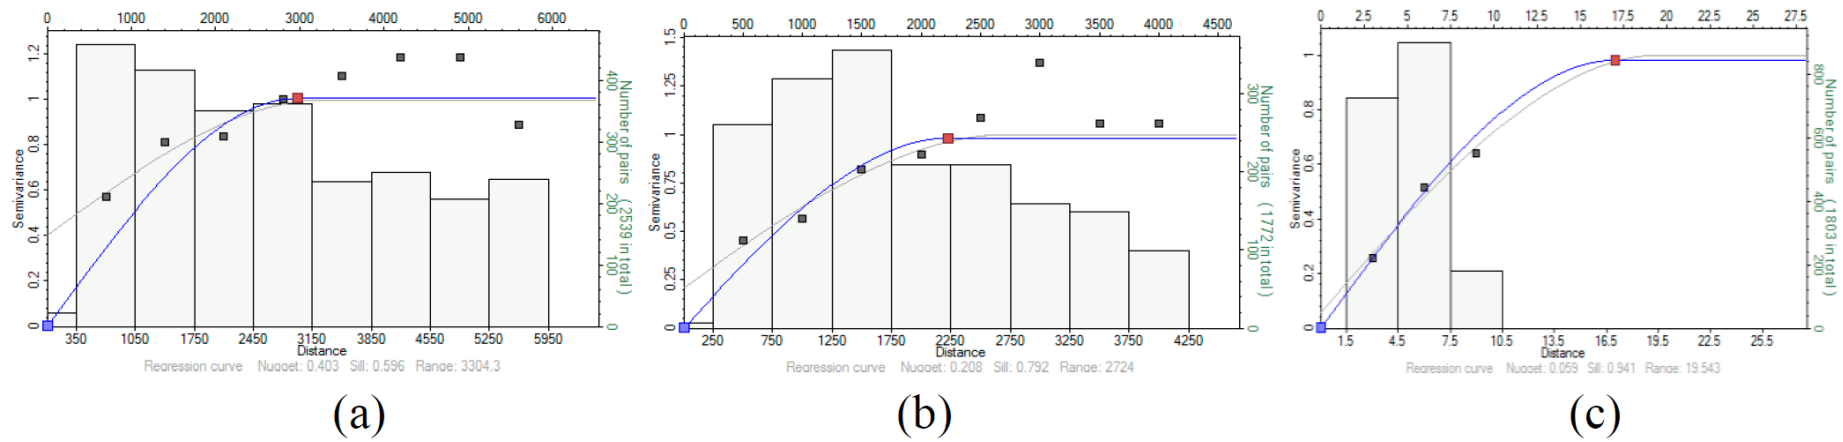 0 1000 2000 3000 4000 5000 6000
0 0.2 0.4 0.6 0.8 1 1.2
Semivariance
0 100 200 300 400
Number of pairs (2539 in total)
350 1050 1750 2450 3150 3850 4550 5250 5950
Distance
Regression curve Nugget: 0.403 Sill: 0.596 Range: 3304.3
(a)
0 500 1000 1500 2000 2500 3000 3500 4000 4500
0 0.25 0.5 0.75 1 1.25 1.5
Semivariance
0 100 200 300
Number of pairs (1772 in total)
250 750 1250 1750 2250 2750 3250 3750 4250
Distance
Regression curve Nugget: 0.208 Sill: 0.792 Range: 2724
(b)
0 2.5 5 7.5 10 12.5 15 17.5 20 22.5 25 27.5
0 0.2 0.4 0.6 0.8 1
Semivariance
0 200 400 600 800
Number of pairs (1803 in total)
1.5 4.5 7.5 10.5 13.5 16.5 19.5 22.5 25.5
Distance
Regression curve Nugget: 0.059 Sill: 0.941 Range: 19.543
(c)